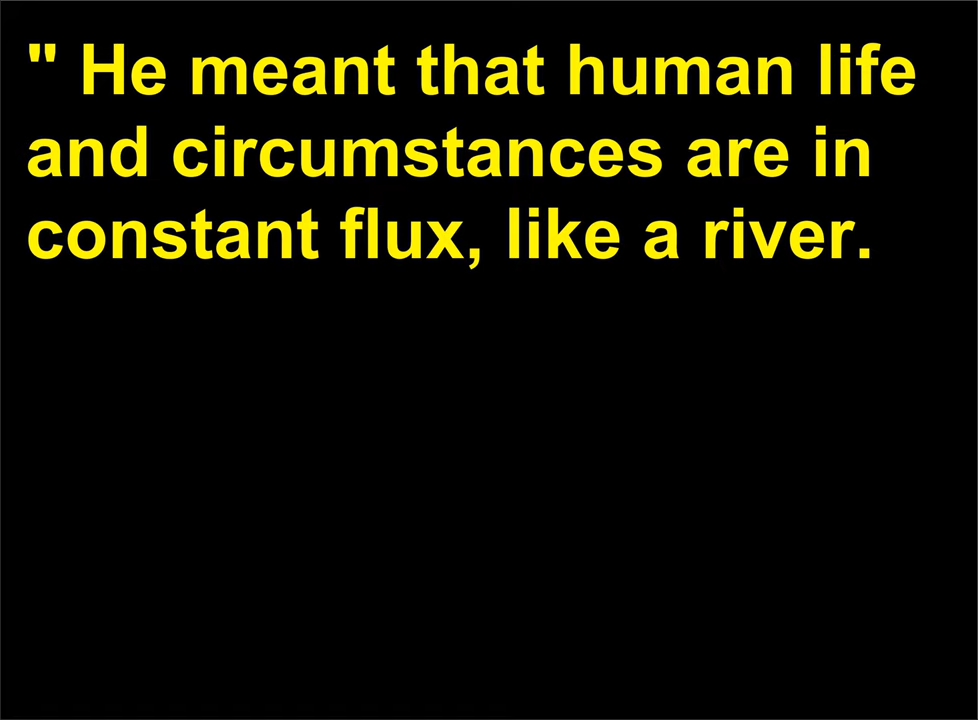 " He meant that human life
and circumstances are in
constant flux, like a river.